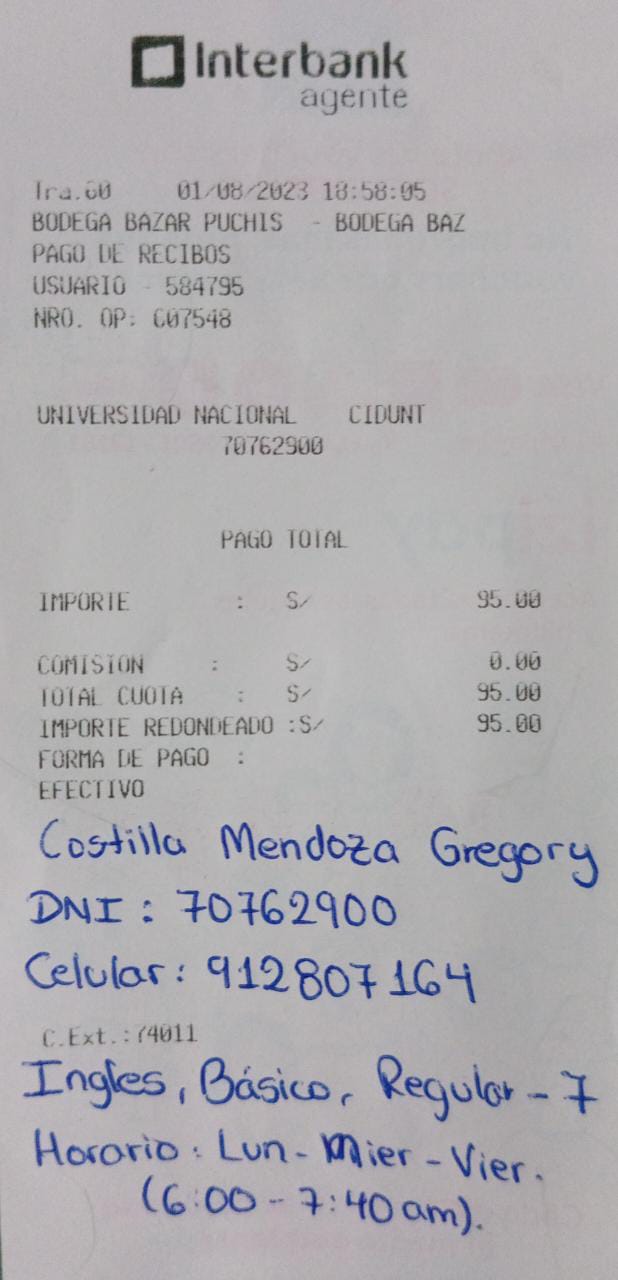 Interbank
agente
Tra.60 01/08/2023 18:58:05
BODEGA BAZAR PUCHIS - BODEGA BAZ
PAGO DE RECIBOS
USUARIO - 584795
NRO. OP: 607548
UNIVERSIDAD NACIONAL CIDUNT
70762900
PAGO TOTAL
IMPORTE : S/ 95.00
COMISION : S/ 0.00
TOTAL CUOTA : S/ 95.00
IMPORTE REDONDEADO :S/ 95.00
FORMA DE PAGO :
EFECTIVO
Costilla Mendoza Gregory
DNI : 70762900
Celular : 912807164
C.Ext.:74011
Ingles, Básico, Regular - 7
Horario : Lun - Mier - Vier.
(6:00 - 7:40 am).